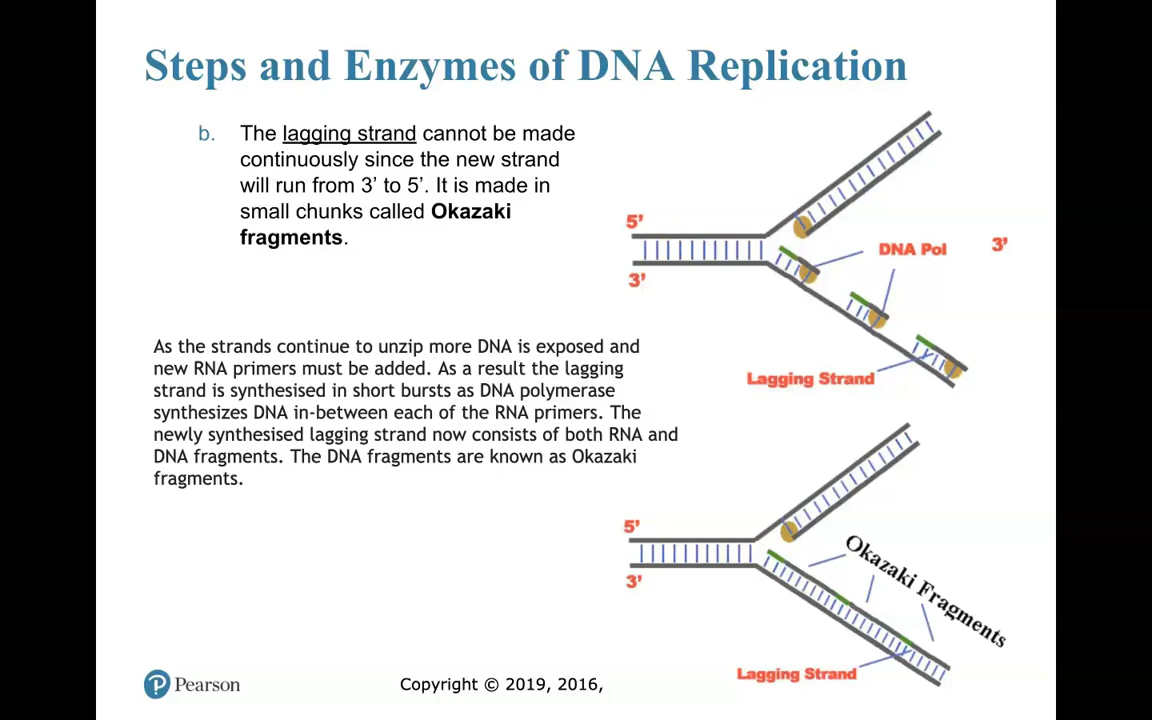 Steps and Enzymes of DNA Replication
b. The lagging strand cannot be made
continuously since the new strand
will run from 3’ to 5’. It is made in
small chunks called Okazaki
fragments.
As the strands continue to unzip more DNA is exposed and
new RNA primers must be added. As a result the lagging
strand is synthesised in short bursts as DNA polymerase
synthesizes DNA in-between each of the RNA primers. The
newly synthesised lagging strand now consists of both RNA and
DNA fragments. The DNA fragments are known as Okazaki
fragments.
5’
3’
DNA Pol
3’
Lagging Strand
5’
3’
Okazaki Fragments
Lagging Strand
Pearson
Copyright © 2019, 2016,